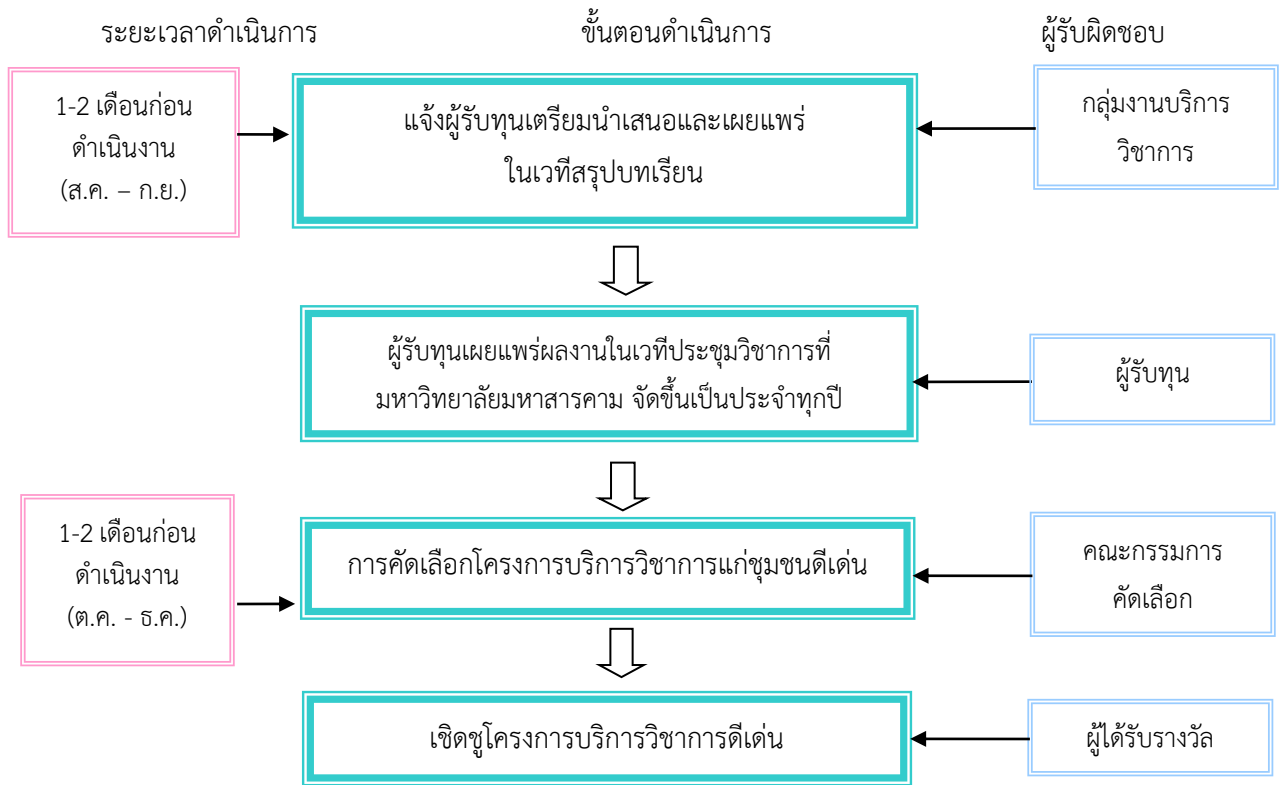 ระยะเวลาดำเนินการ
ขั้นตอนดำเนินการ
ผู้รับผิดชอบ
1-2 เดือนก่อน
ดำเนินงาน
(ส.ค. – ก.ย.)
แจ้งผู้รับทุนเตรียมนำเสนอและเผยแพร่
ในเวทีสรุปบทเรียน
กลุ่มงานบริการ
วิชาการ
ผู้รับทุนเผยแพร่ผลงานในเวทีประชุมวิชาการที่
มหาวิทยาลัยมหาสารคาม จัดขึ้นเป็นประจำทุกปี
ผู้รับทุน
1-2 เดือนก่อน
ดำเนินงาน
(ต.ค. - ธ.ค.)
การคัดเลือกโครงการบริการวิชาการแก่ชุมชนดีเด่น
คณะกรรมการ
คัดเลือก
เชิดชูโครงการบริการวิชาการดีเด่น
ผู้ได้รับรางวัล